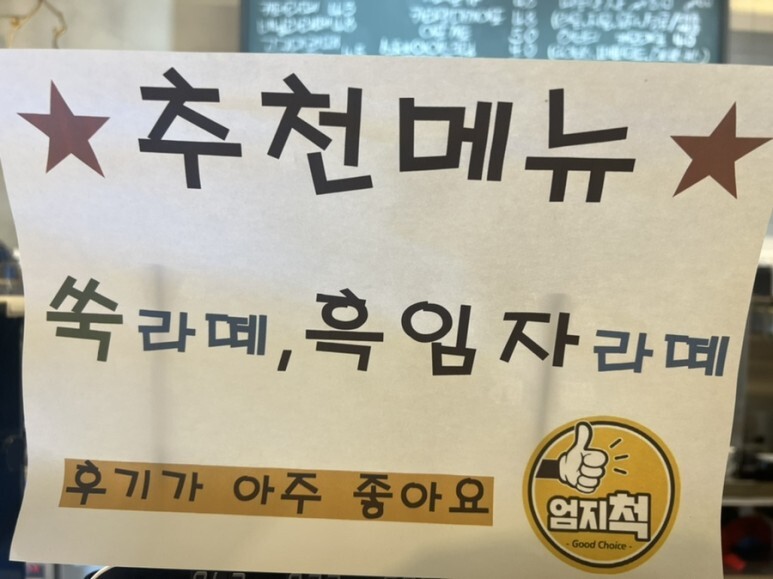 ★추천메뉴★
쑥라떼,흑임자라떼
후기가 아주 좋아요
엄지척
- Good Choice -